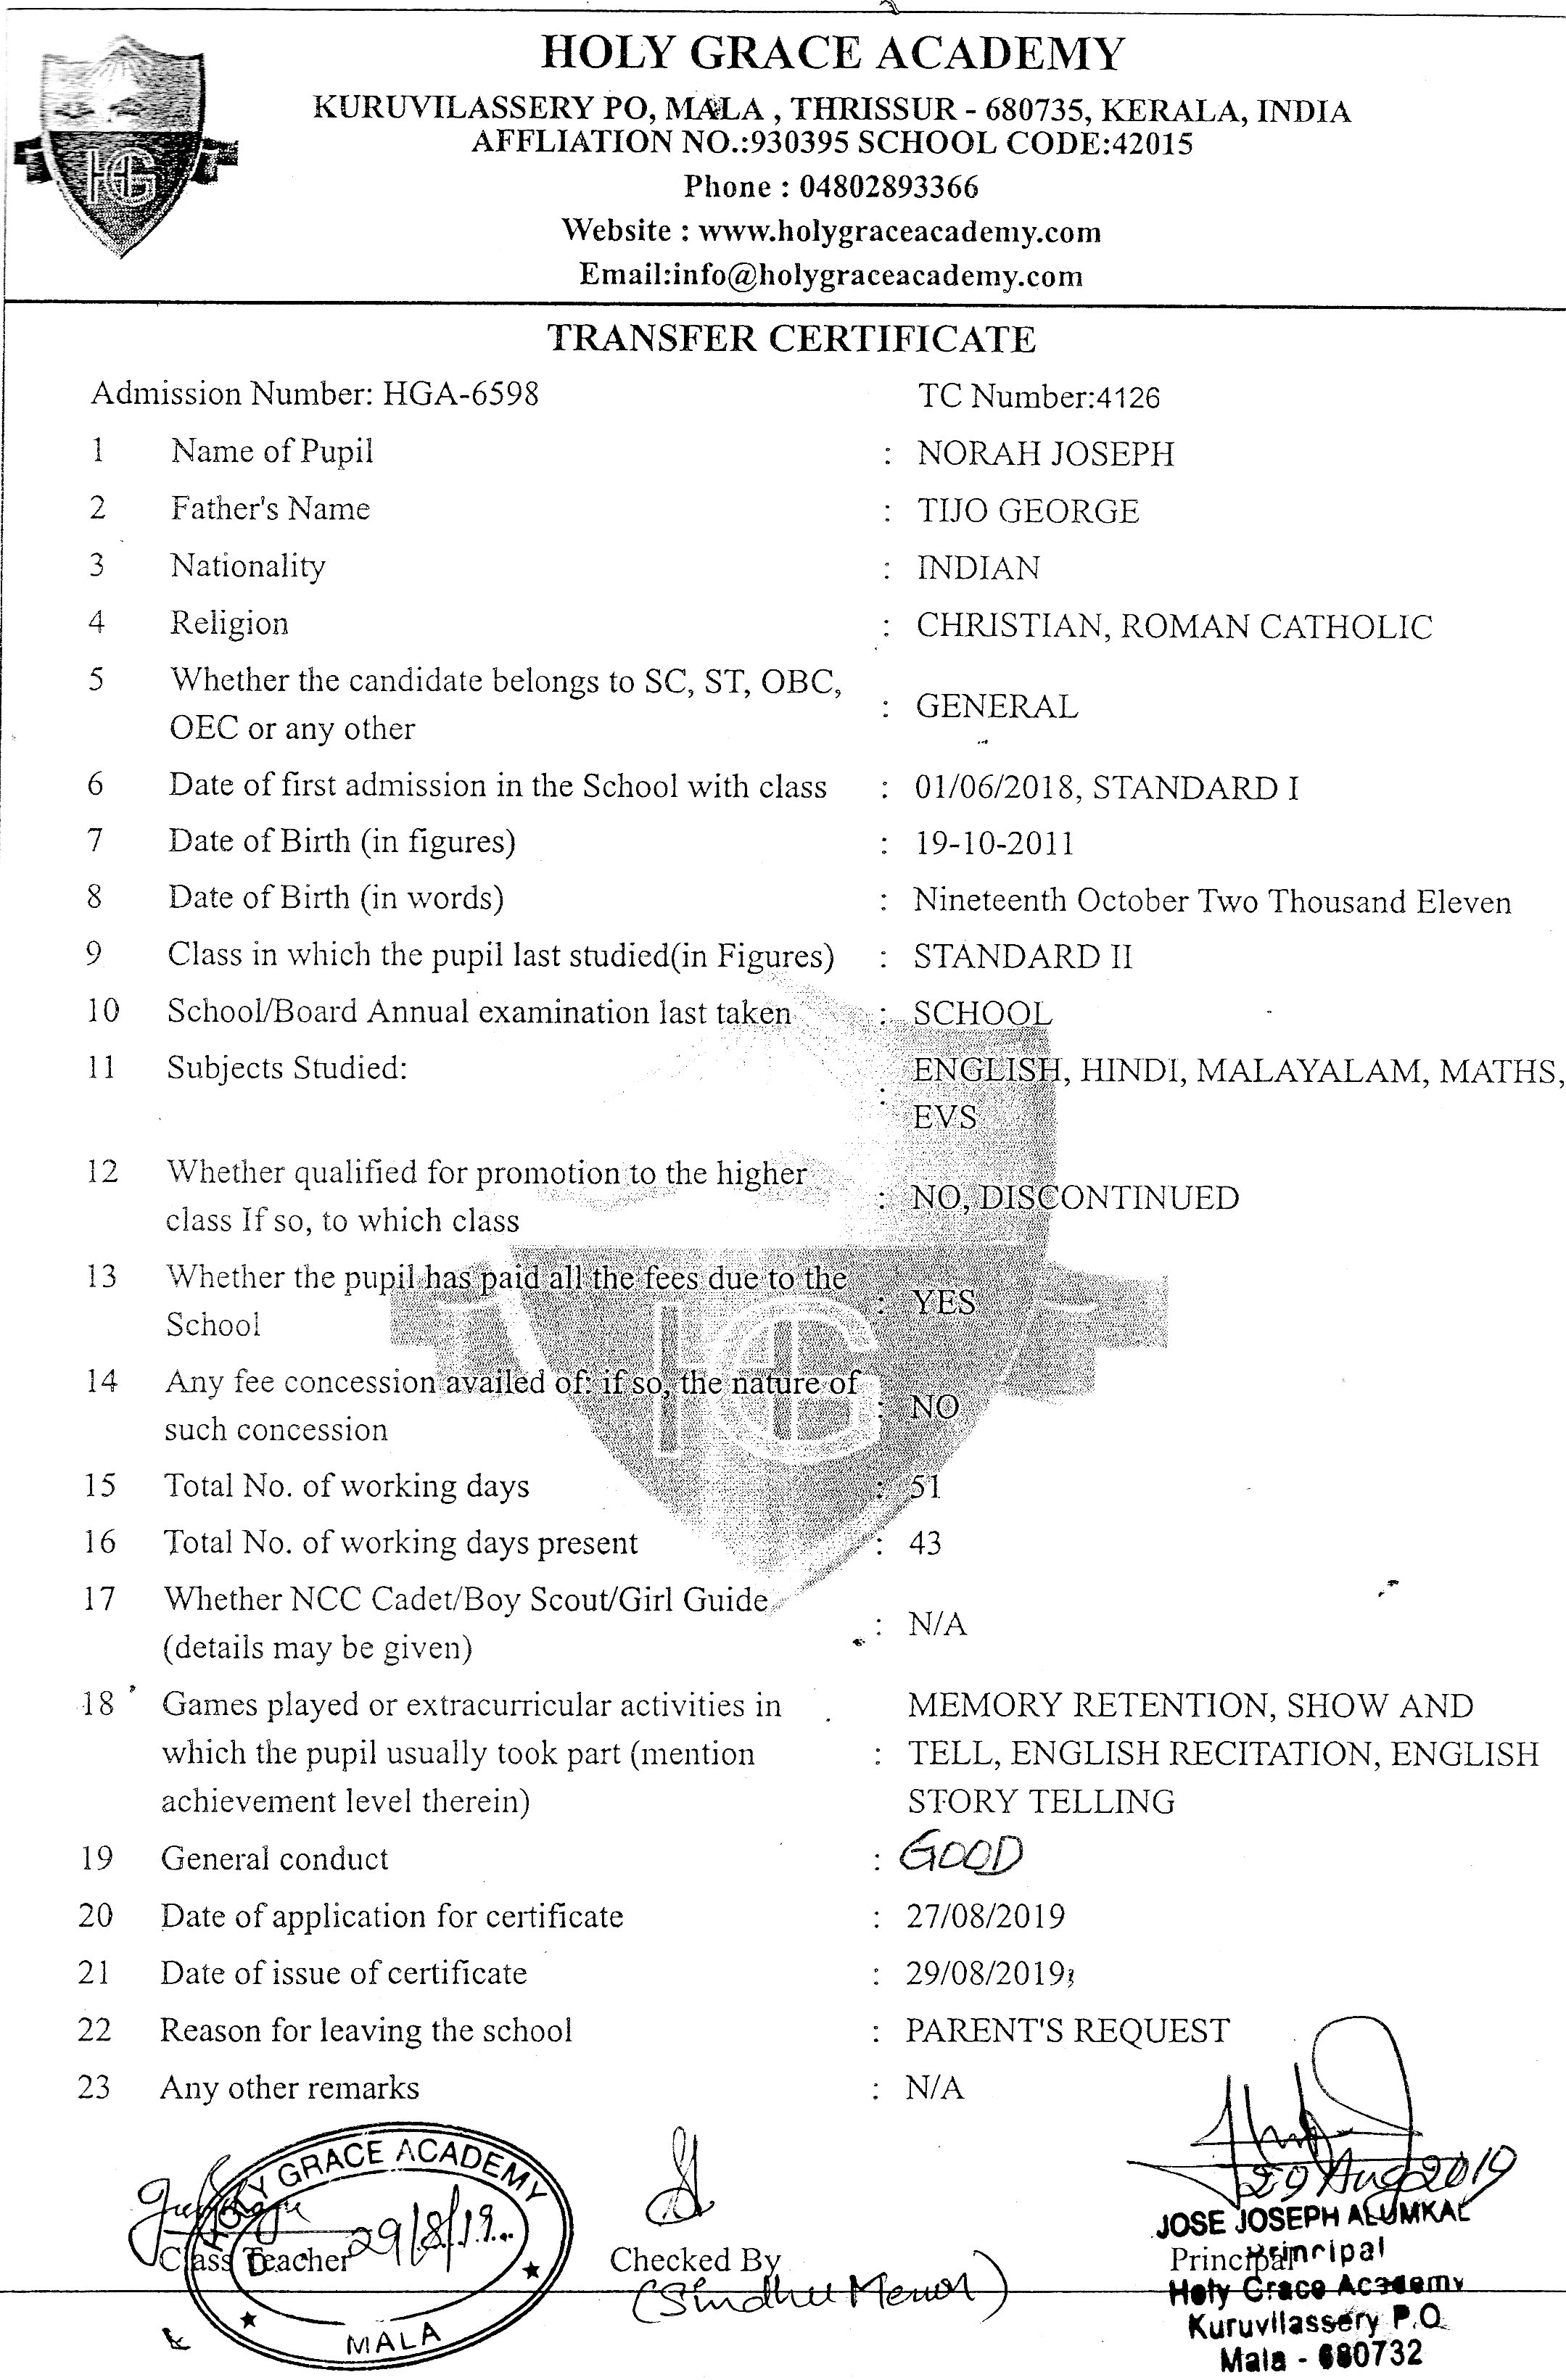 HOLY GRACE ACADEMY
KURUVILASSERY PO, MALA , THRISSUR - 680735, KERALA, INDIA
AFFLIATION NO.:930395 SCHOOL CODE:42015
Phone : 04802893366
Website : www.holygraceacademy.com
Email:info@holygraceacademy.com
HG
TRANSFER CERTIFICATE
Admission Number: HGA-6598 TC Number:4126
1 Name of Pupil : NORAH JOSEPH
2 Father's Name : TIJO GEORGE
3 Nationality : INDIAN
4 Religion : CHRISTIAN, ROMAN CATHOLIC
5 Whether the candidate belongs to SC, ST, OBC,
OEC or any other : GENERAL
6 Date of first admission in the School with class : 01/06/2018, STANDARD I
7 Date of Birth (in figures) : 19-10-2011
8 Date of Birth (in words) : Nineteenth October Two Thousand Eleven
9 Class in which the pupil last studied(in Figures) : STANDARD II
10 School/Board Annual examination last taken : SCHOOL
11 Subjects Studied: : ENGLISH, HINDI, MALAYALAM, MATHS,
EVS
12 Whether qualified for promotion to the higher
class If so, to which class : NO, DISCONTINUED
13 Whether the pupil has paid all the fees due to the
School : YES
14 Any fee concession availed of: if so, the nature of
such concession : NO
15 Total No. of working days : 51
16 Total No. of working days present : 43
17 Whether NCC Cadet/Boy Scout/Girl Guide
(details may be given) : N/A
18 Games played or extracurricular activities in MEMORY RETENTION, SHOW AND
which the pupil usually took part (mention : TELL, ENGLISH RECITATION, ENGLISH
achievement level therein) STORY TELLING
19 General conduct : GOOD
20 Date of application for certificate : 27/08/2019
21 Date of issue of certificate : 29/08/2019
22 Reason for leaving the school : PARENT'S REQUEST
23 Any other remarks : N/A
HOLY GRACE ACADEMY
29/8/19
MALA
29 Aug 2019
JOSE JOSEPH ALUMKAL
Class Teacher Checked By Principal
Principal
(Sindhu Menon)
Holy Grace Academy
Kuruvilassery P.O.
Mala - 680732